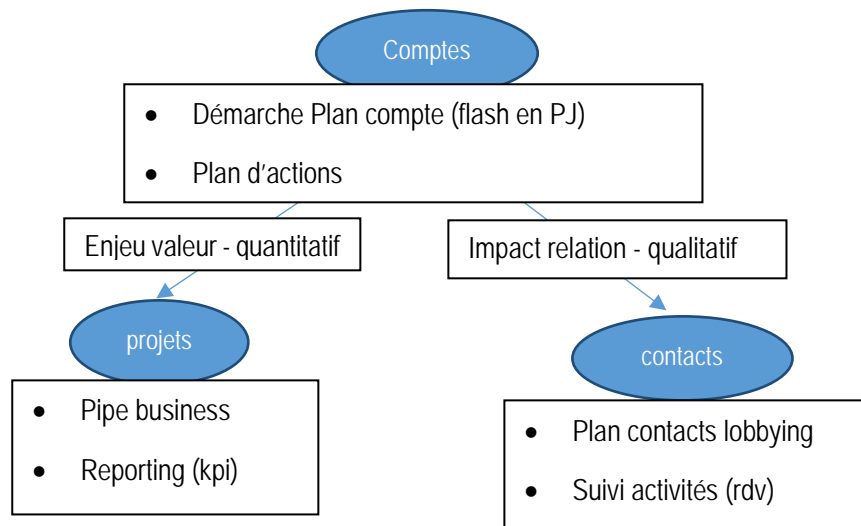 Comptes
• Démarche Plan compte (flash en PJ)
• Plan d'actions
Enjeu valeur - quantitatif
Impact relation - qualitatif
projets
contacts
• Pipe business
• Reporting (kpi)
• Plan contacts lobbying
• Suivi activités (rdv)